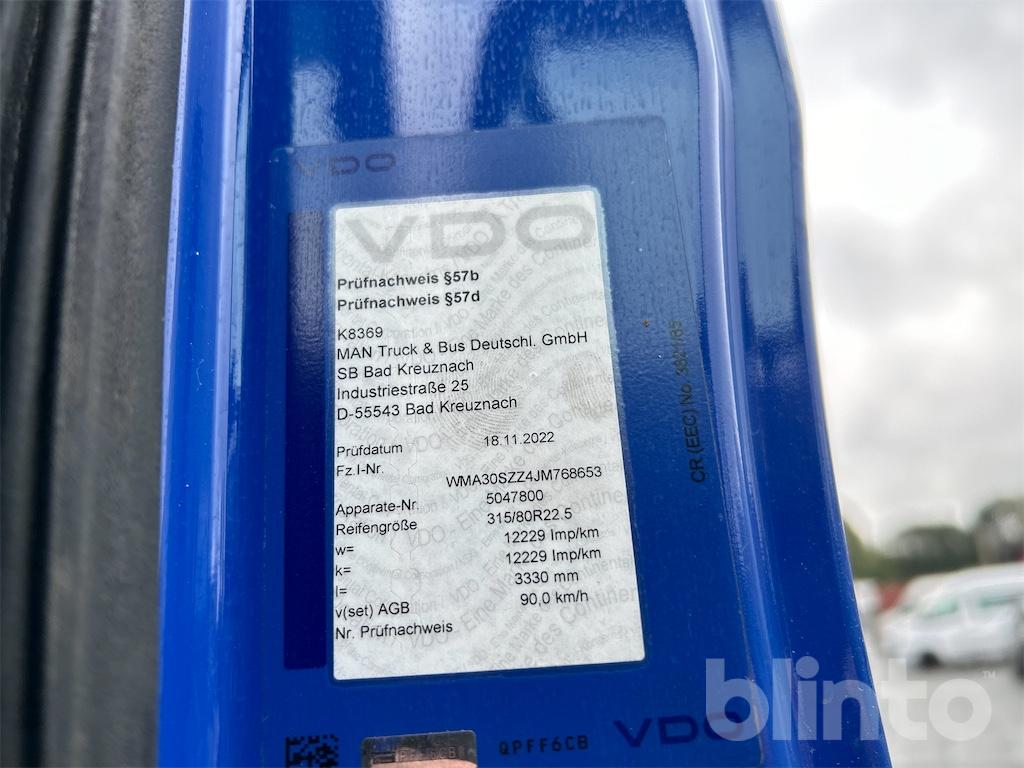 VDO
VDO
Prüfnachweis §57b
Prüfnachweis §57d
K8369
MAN Truck & Bus Deutschl. GmbH
SB Bad Kreuznach
Industriestraße 25
D-55543 Bad Kreuznach
Prüfdatum 18.11.2022
Fz.I-Nr.
WMA30SZZ4JM768653
Apparate-Nr. 5047800
Reifengröße 315/80R22.5
w= 12229 Imp/km
k= 12229 Imp/km
l= 3330 mm
v(set) AGB 90,0 km/h
Nr. Prüfnachweis
CR (EEC) No.
QPFF6CB
VDO
blinto™